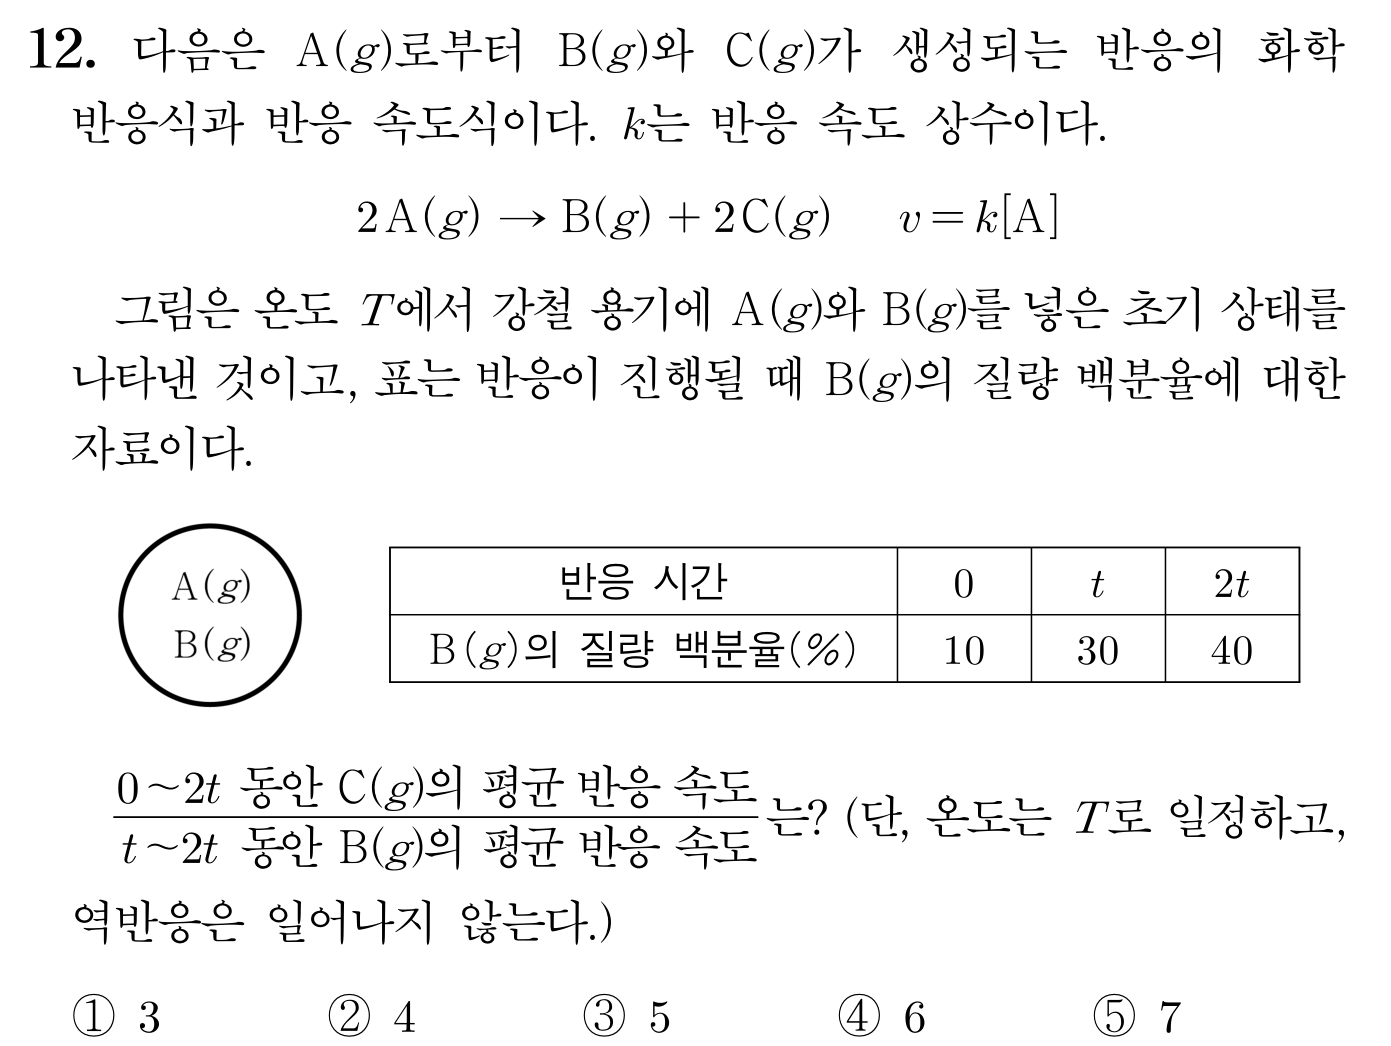 12. 다음은 A(g)로부터 B(g)와 C(g)가 생성되는 반응의 화학
반응식과 반응 속도식이다. k는 반응 속도 상수이다.
2A(g) → B(g) + 2C(g) v = k[A]
그림은 온도 T에서 강철 용기에 A(g)와 B(g)를 넣은 초기 상태를
나타낸 것이고, 표는 반응이 진행될 때 B(g)의 질량 백분율에 대한
자료이다.
A(g)
B(g)
반응 시간 0 t 2t
B(g)의 질량 백분율(%) 10 30 40
0~2t 동안 C(g)의 평균 반응 속도
t~2t 동안 B(g)의 평균 반응 속도
는? (단, 온도는 T로 일정하고,
역반응은 일어나지 않는다.)
① 3 ② 4 ③ 5 ④ 6 ⑤ 7